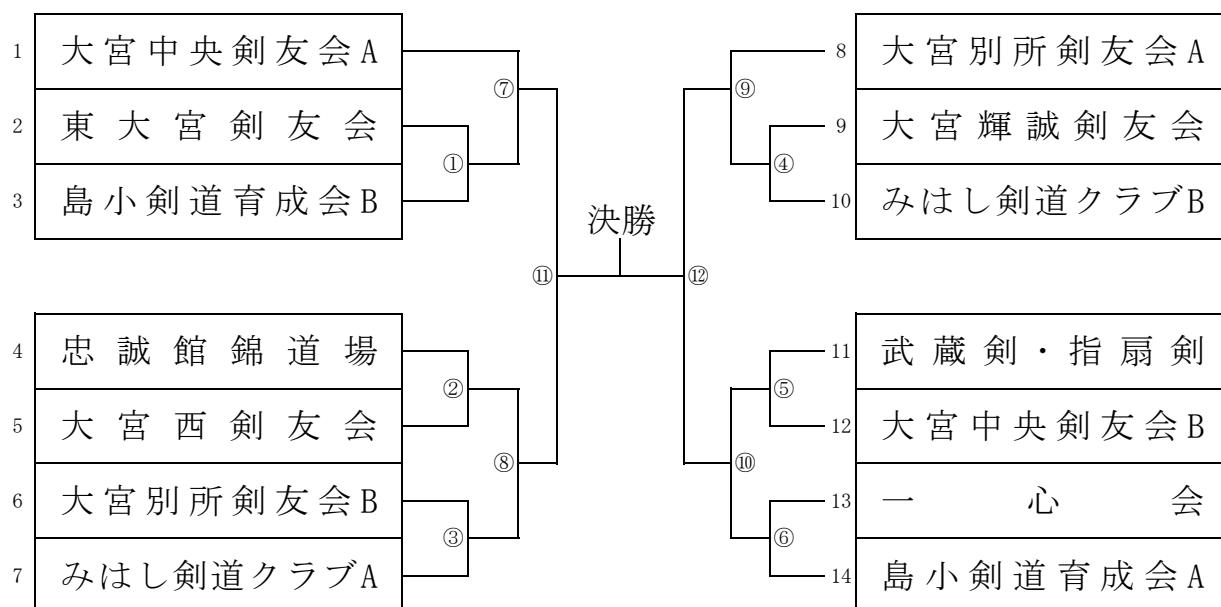 1 大宮中央剣友会A
2 東大宮剣友会
3 島小剣道育成会B
⑦
①
4 忠誠館錦道場
5 大宮西剣友会
6 大宮別所剣友会B
7 みはし剣道クラブA
②
⑧
③
⑪
決勝
⑫
8 大宮別所剣友会A
9 大宮輝誠剣友会
10 みはし剣道クラブB
⑨
④
11 武蔵剣・指扇剣
12 大宮中央剣友会B
13 一心会
14 島小剣道育成会A
⑤
⑩
⑥